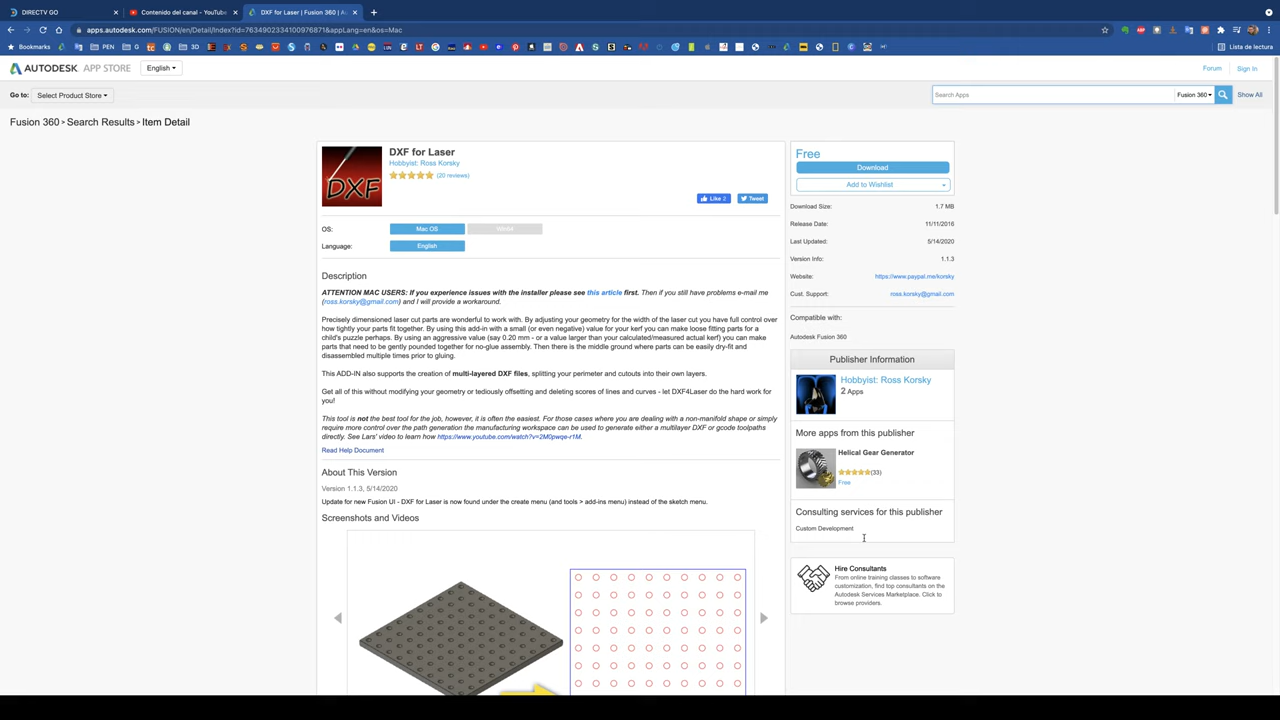 DIRECTV GO
Contenido del canal - YouTube
DXF for Laser | Fusion 360 | A
apps.autodesk.com/FUSION/en/Detail/Index?id=7634902334100976871&appLang=en&os=Mac
Bookmarks
PEN
3D
Lista de lectura
AUTODESK APP STORE
English
Forum
Sign In
Go to:
Select Product Store
Search Apps
Fusion 360
Show All
Fusion 360 > Search Results > Item Detail
DXF for Laser
Hobbyist: Ross Korsky
(20 reviews)
Like 2
Tweet
OS:
Mac OS
Win64
Language:
English
Description
ATTENTION MAC USERS: If you experience issues with the installer please see this article first. Then if you still have problems e-mail me
(ross.korsky@gmail.com) and I will provide a workaround.
Precisely dimensioned laser cut parts are wonderful to work with. By adjusting your geometry for the width of the laser cut you have full control over
how tightly your parts fit together. By using this add-in with a small (or even negative) value for your kerf you can make loose fitting parts for a
child's puzzle perhaps. By using an aggressive value (say 0.20 mm - or a value larger than your calculated/measured actual kerf) you can make
parts that need to be gently pounded together for no-glue assembly. Then there is the middle ground where parts can be easily dry-fit and
disassembled multiple times prior to gluing.
This ADD-IN also supports the creation of multi-layered DXF files, splitting your perimeter and cutouts into their own layers.
Get all of this without modifying your geometry or tediously offsetting and deleting scores of lines and curves - let DXF4Laser do the hard work for
you!
This tool is not the best tool for the job, however, it is often the easiest. For those cases where you are dealing with a non-manifold shape or simply
require more control over the path generation the manufacturing workspace can be used to generate either a multilayer DXF or gcode toolpaths
directly. See Lars' video to learn how https://www.youtube.com/watch?v=2M0pwqe-r1M.
Read Help Document
About This Version
Version 1.1.3, 5/14/2020
Update for new Fusion UI - DXF for Laser is now found under the create menu (and tools > add-ins menu) instead of the sketch menu.
Screenshots and Videos
Free
Download
Add to Wishlist
Download Size:
1.7 MB
Release Date:
11/11/2016
Last Updated:
5/14/2020
Version Info:
1.1.3
Website:
https://www.paypal.me/korsky
Cust. Support:
ross.korsky@gmail.com
Compatible with:
Autodesk Fusion 360
Publisher Information
Hobbyist: Ross Korsky
2 Apps
More apps from this publisher
Helical Gear Generator
(33)
Free
Consulting services for this publisher
Custom Development
Hire Consultants
From online training classes to software
customization, find top consultants on the
Autodesk Services Marketplace. Click to
browse providers.
DXF